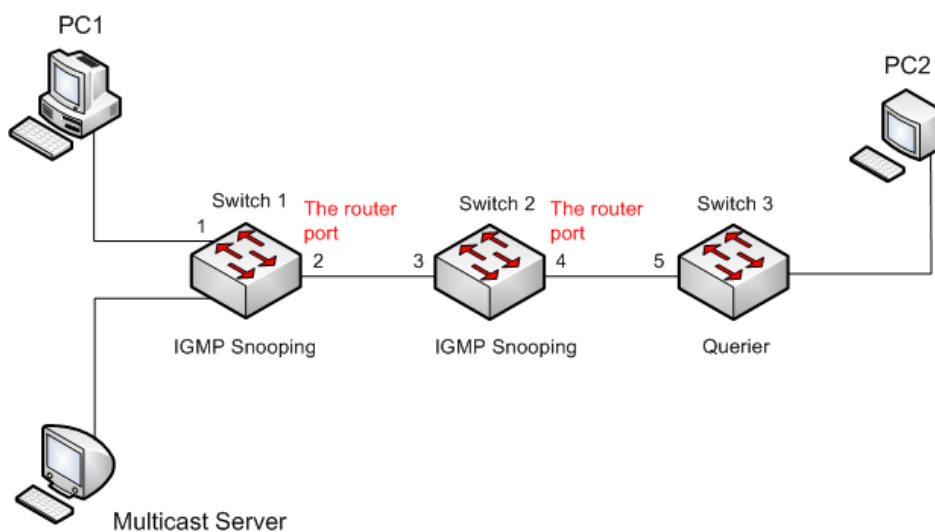 PC1
PC2
Switch 1
The router
port
Switch 2
The router
port
Switch 3
1
2
3
4
5
IGMP Snooping
IGMP Snooping
Querier
Multicast Server